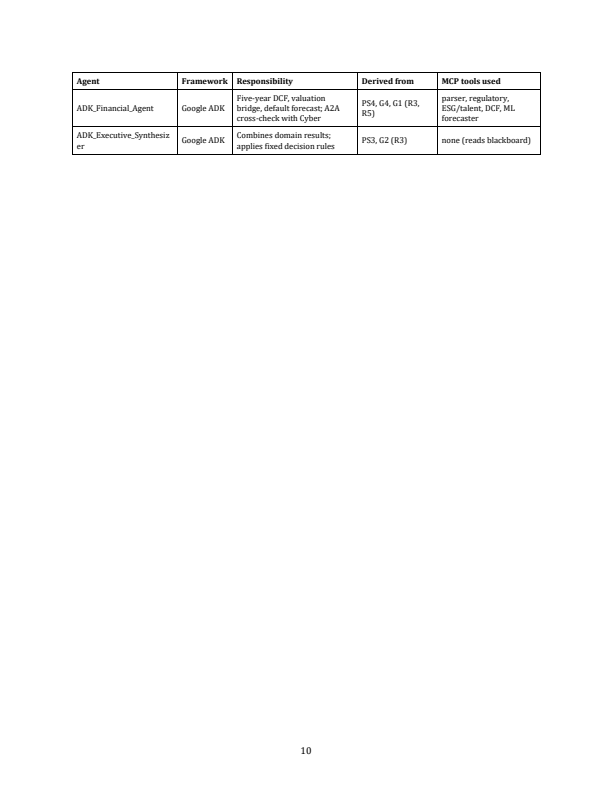 Agent Framework Responsibility Derived from MCP tools used
ADK_Financial_Agent Google ADK Five-year DCF, valuation bridge, default forecast; A2A cross-check with Cyber PS4, G4, G1 (R3, R5) parser, regulatory, ESG/talent, DCF, ML forecaster
ADK_Executive_Synthesizer Google ADK Combines domain results; applies fixed decision rules PS3, G2 (R3) none (reads blackboard)
10